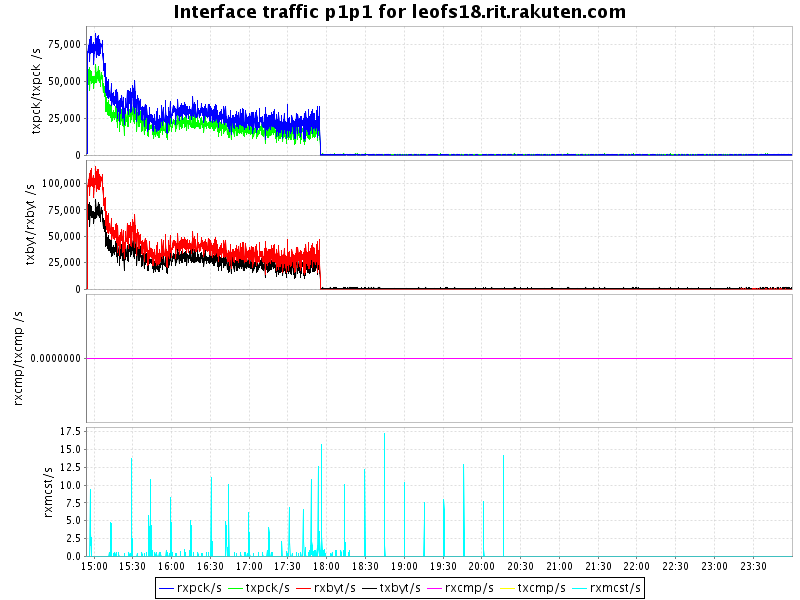 Interface traffic p1p1 for leofs18.rit.rakuten.com
txpck/txpck /s
75,000
50,000
25,000
0
txbyt/rxbyt /s
100,000
75,000
50,000
25,000
0
rxcmp/txcmp /s
0.0000000
rxmcst/s
17.5
15.0
12.5
10.0
7.5
5.0
2.5
0.0
15:00 15:30 16:00 16:30 17:00 17:30 18:00 18:30 19:00 19:30 20:00 20:30 21:00 21:30 22:00 22:30 23:00 23:30
rxpck/s txpck/s rxbyt/s txbyt/s rxcmp/s txcmp/s rxmcst/s